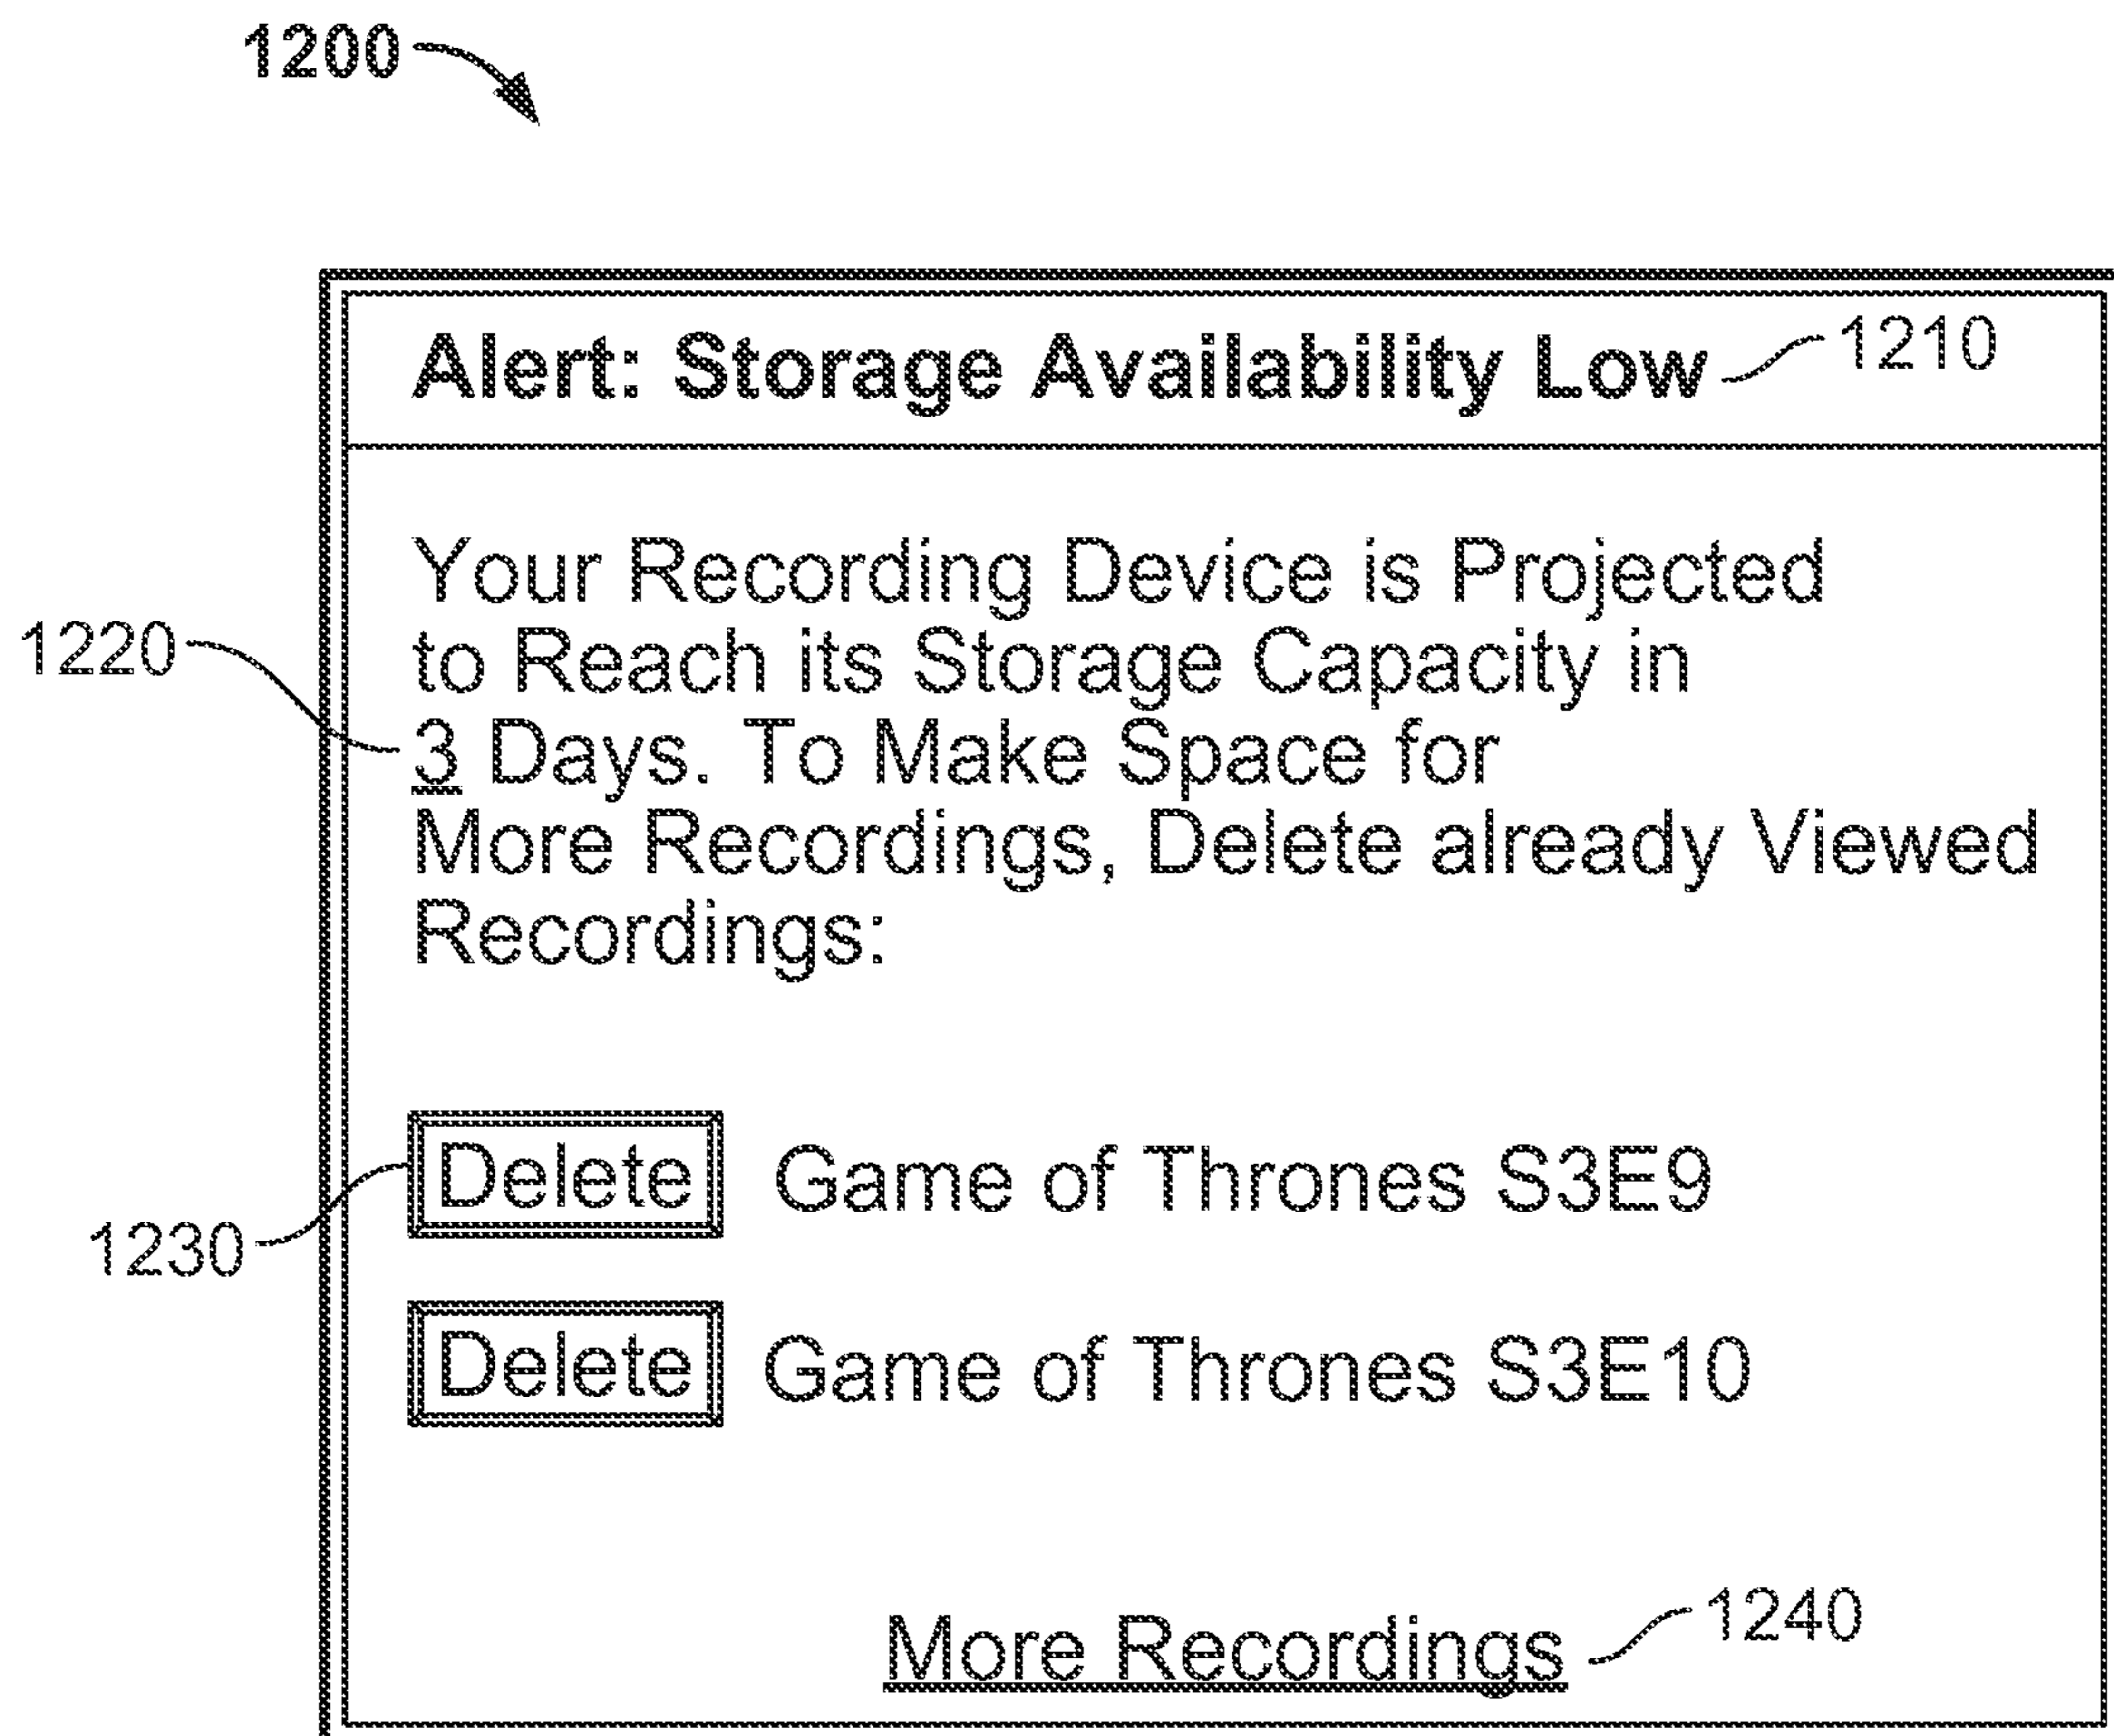 1200
Alert: Storage Availability Low 1210
Your Recording Device is Projected
to Reach its Storage Capacity in
1220 3 Days. To Make Space for
More Recordings, Delete already Viewed
Recordings:
Delete Game of Thrones S3E9
1230
Delete Game of Thrones S3E10
More Recordings 1240